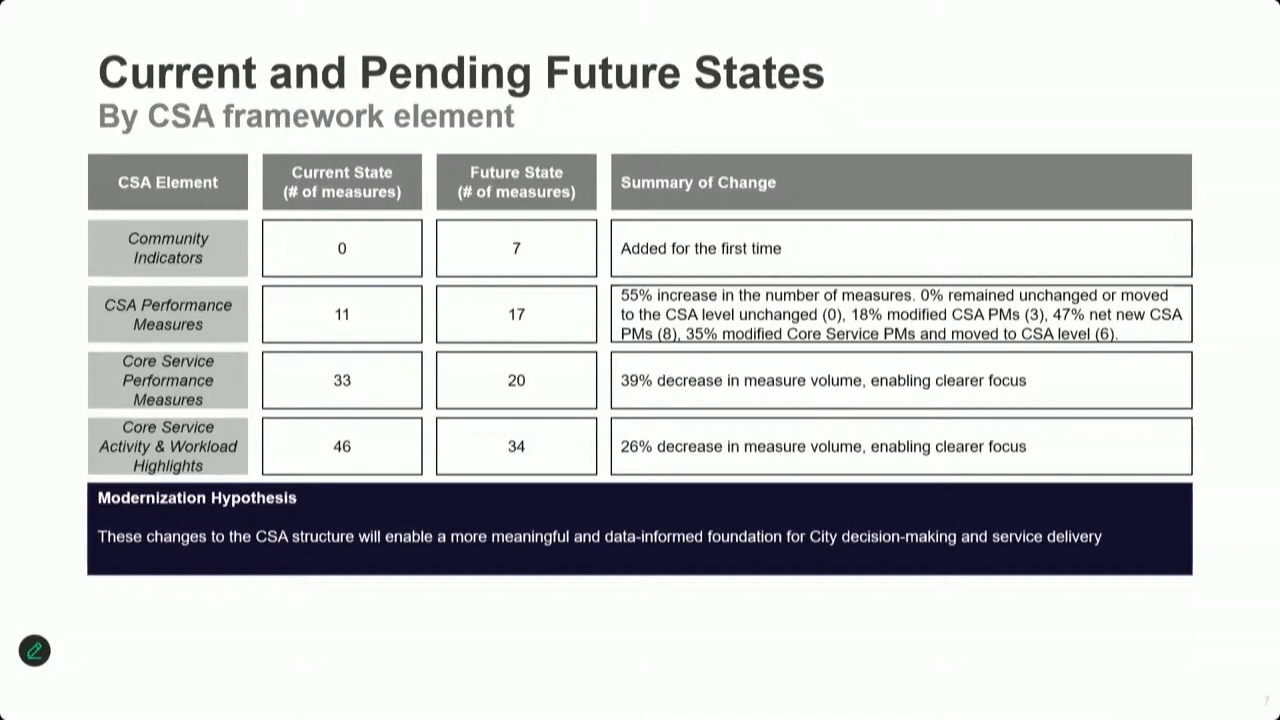 Current and Pending Future States
By CSA framework element
CSA Element
Current State
(# of measures)
Future State
(# of measures)
Summary of Change
Community
Indicators
0
7
Added for the first time
CSA Performance
Measures
11
17
55% increase in the number of measures. 0% remained unchanged or moved
to the CSA level unchanged (0), 18% modified CSA PMs (3), 47% net new CSA
PMs (8), 35% modified Core Service PMs and moved to CSA level (6).
Core Service
Performance
Measures
33
20
39% decrease in measure volume, enabling clearer focus
Core Service
Activity & Workload
Highlights
46
34
26% decrease in measure volume, enabling clearer focus
Modernization Hypothesis
These changes to the CSA structure will enable a more meaningful and data-informed foundation for City decision-making and service delivery
7